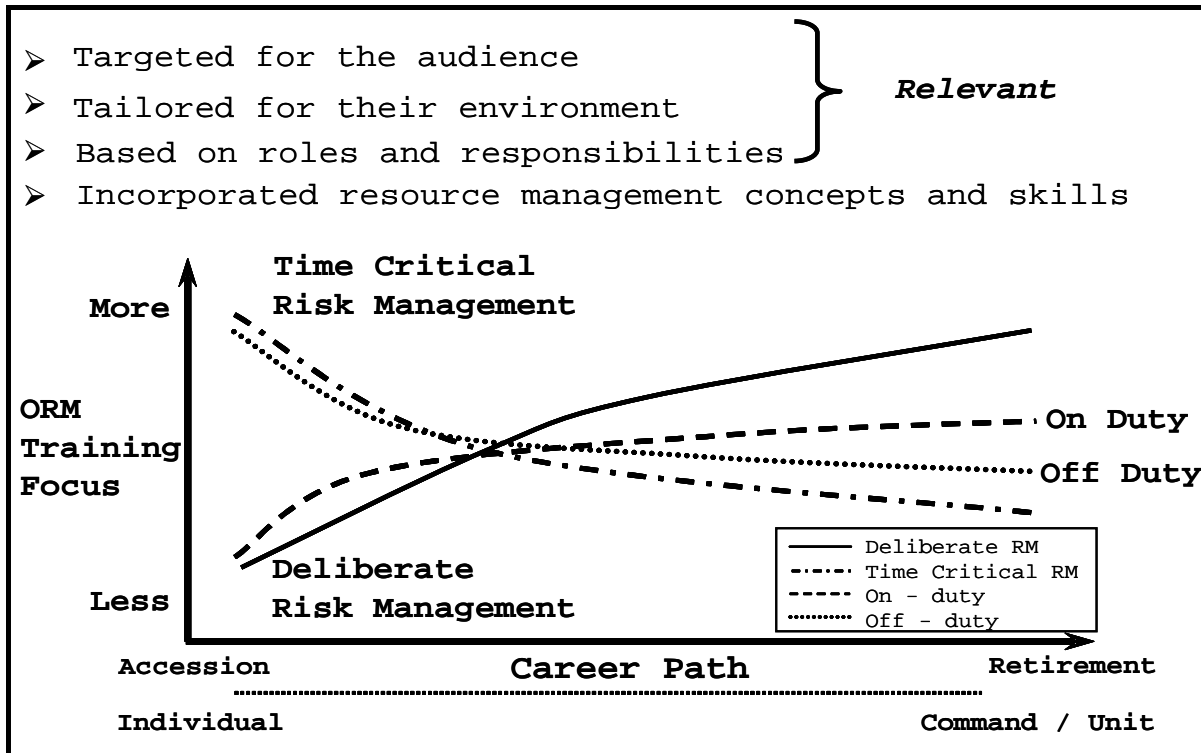 ➢ Targeted for the audience
➢ Tailored for their environment
➢ Based on roles and responsibilities
Relevant
➢ Incorporated resource management concepts and skills
Time Critical
Risk Management
More
ORM
Training
Focus
Less
On Duty
Off Duty
Deliberate
Risk Management
Deliberate RM
Time Critical RM
On - duty
Off - duty
Accession
Career Path
Retirement
Individual
Command / Unit